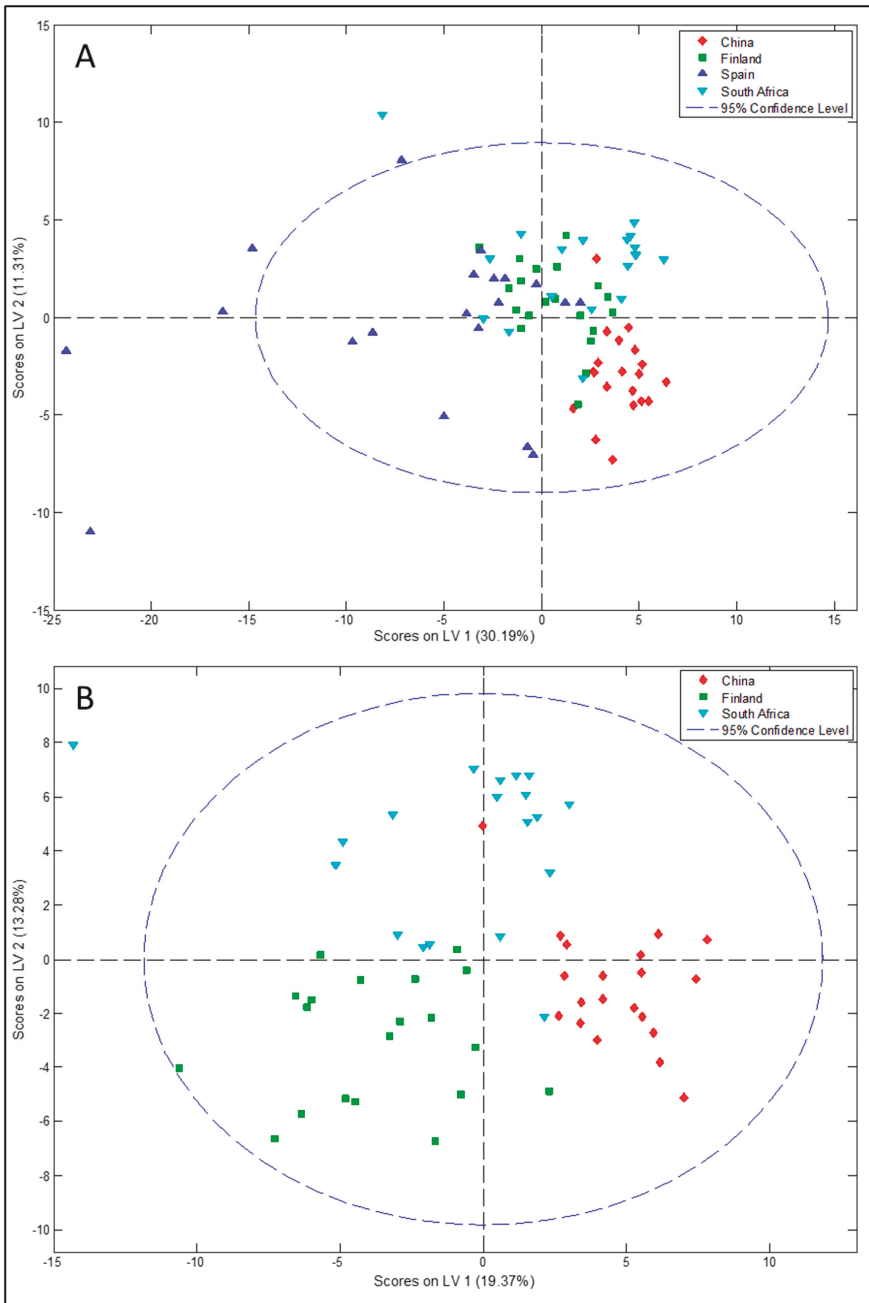 A
China
Finland
Spain
South Africa
95% Confidence Level
15
10
5
0
-5
-10
-15
Scores on LV 2 (11.31%)
-25
-20
-15
-10
-5
0
5
10
15
Scores on LV 1 (30.19%)
B
China
Finland
South Africa
95% Confidence Level
10
8
6
4
2
0
-2
-4
-6
-8
-10
Scores on LV 2 (13.28%)
-15
-10
-5
0
5
10
Scores on LV 1 (19.37%)